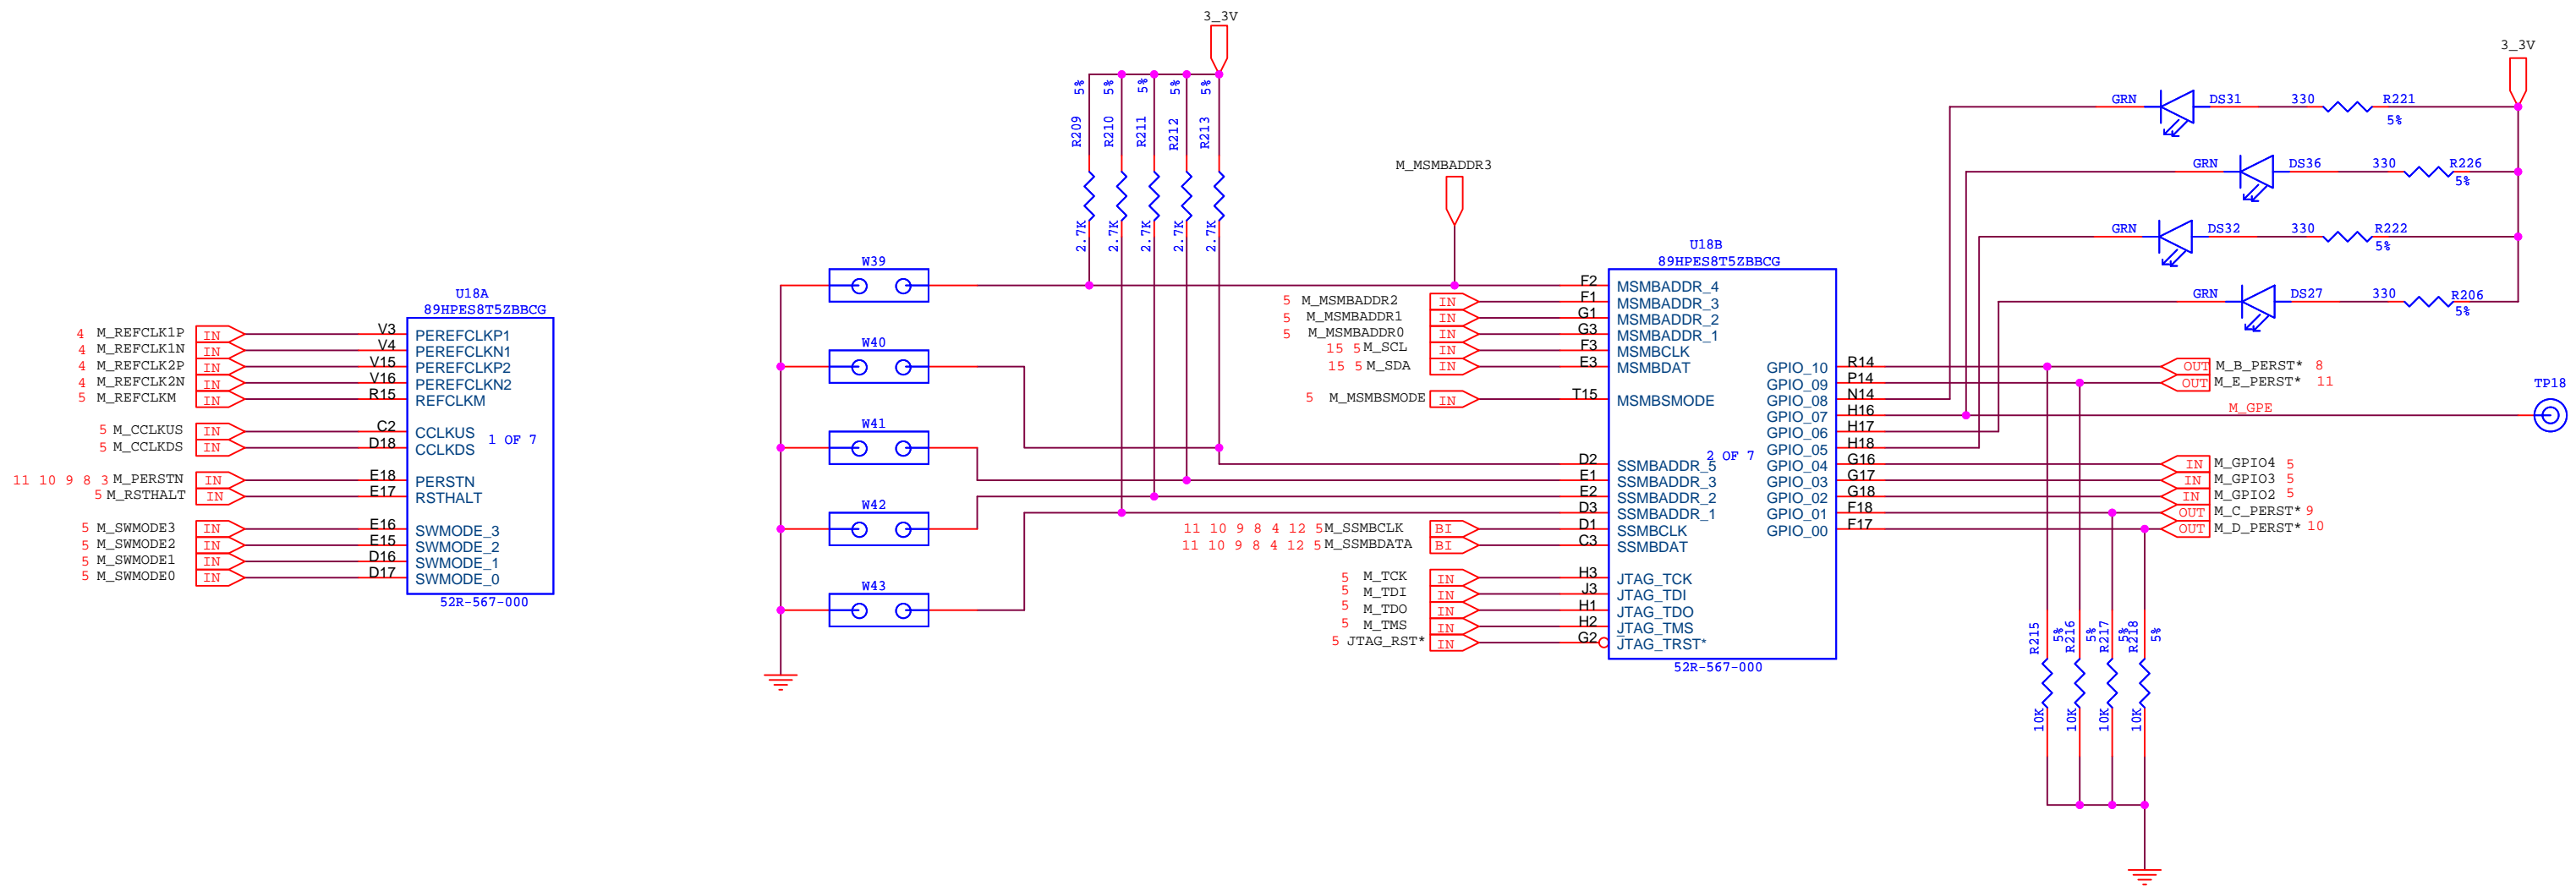 3_3V
5% 5% 5% 5% 5%
R209 R210 R211 R212 R213
2.7K 2.7K 2.7K 2.7K 2.7K
M_MSMBADDR3
3_3V
GRN DS31 330 R221
5%
GRN DS36 330 R226
5%
GRN DS32 330 R222
5%
GRN DS27 330 R206
5%
U18A
89HPES8T5ZBBCG
4 M_REFCLK1P IN V3 PEREFCLKP1
4 M_REFCLK1N IN V4 PEREFCLKN1
4 M_REFCLK2P IN V15 PEREFCLKP2
4 M_REFCLK2N IN V16 PEREFCLKN2
5 M_REFCLKM IN R15 REFCLKM
5 M_CCLKUS IN C2 CCLKUS
1 OF 7
5 M_CCLKDS IN D18 CCLKDS
11 10 9 8 3 M_PERSTN IN E18 PERSTN
5 M_RSTHALT IN E17 RSTHALT
5 M_SWMODE3 IN E16 SWMODE_3
5 M_SWMODE2 IN E15 SWMODE_2
5 M_SWMODE1 IN D16 SWMODE_1
5 M_SWMODE0 IN D17 SWMODE_0
52R-567-000
W39
W40
W41
W42
W43
U18B
89HPES8T5ZBBCG
F2 MSMBADDR_4
5 M_MSMBADDR2 IN F1 MSMBADDR_3
5 M_MSMBADDR1 IN G1 MSMBADDR_2
5 M_MSMBADDR0 IN G3 MSMBADDR_1
15 5 M_SCL IN F3 MSMBCLK
15 5 M_SDA IN E3 MSMBDAT
5 M_MSMBSMODE IN T15 MSMBSMODE
D2 SSMBADDR_5
2 OF 7
E1 SSMBADDR_3
E2 SSMBADDR_2
D3 SSMBADDR_1
11 10 9 8 4 12 5 M_SSMBCLK BI D1 SSMBCLK
11 10 9 8 4 12 5 M_SSMBDATA BI C3 SSMBDAT
5 M_TCK IN H3 JTAG_TCK
5 M_TDI IN J3 JTAG_TDI
5 M_TDO IN H1 JTAG_TDO
5 M_TMS IN H2 JTAG_TMS
5 JTAG_RST* IN G2 JTAG_TRST*
52R-567-000
GPIO_10 R14 OUT M_B_PERST* 8
GPIO_09 P14 OUT M_E_PERST* 11
GPIO_08 N14
GPIO_07 H16 M_GPE TP18
GPIO_06 H17
GPIO_05 H18
GPIO_04 G16 IN M_GPIO4 5
GPIO_03 G17 IN M_GPIO3 5
GPIO_02 G18 IN M_GPIO2 5
GPIO_01 F18 OUT M_C_PERST* 9
GPIO_00 F17 OUT M_D_PERST* 10
R215 R216 R217 R218
5% 5% 5% 5%
10K 10K 10K 10K